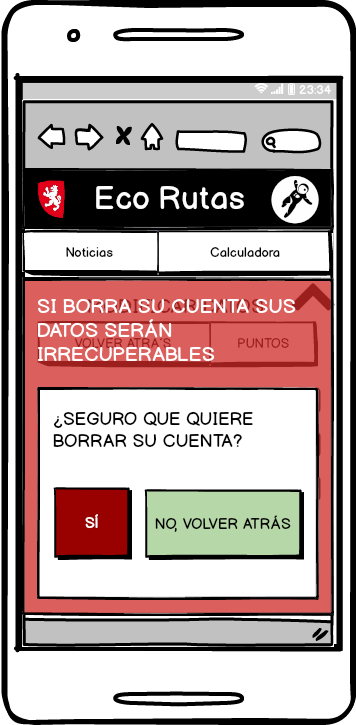 23:34
Eco Rutas
Noticias Calculadora
SI BORRA SU CUENTA SUS
DATOS SERÁN
IRRECUPERABLES
VOLVER ATRÁS PUNTOS
¿SEGURO QUE QUIERE
BORRAR SU CUENTA?
SÍ NO, VOLVER ATRÁS